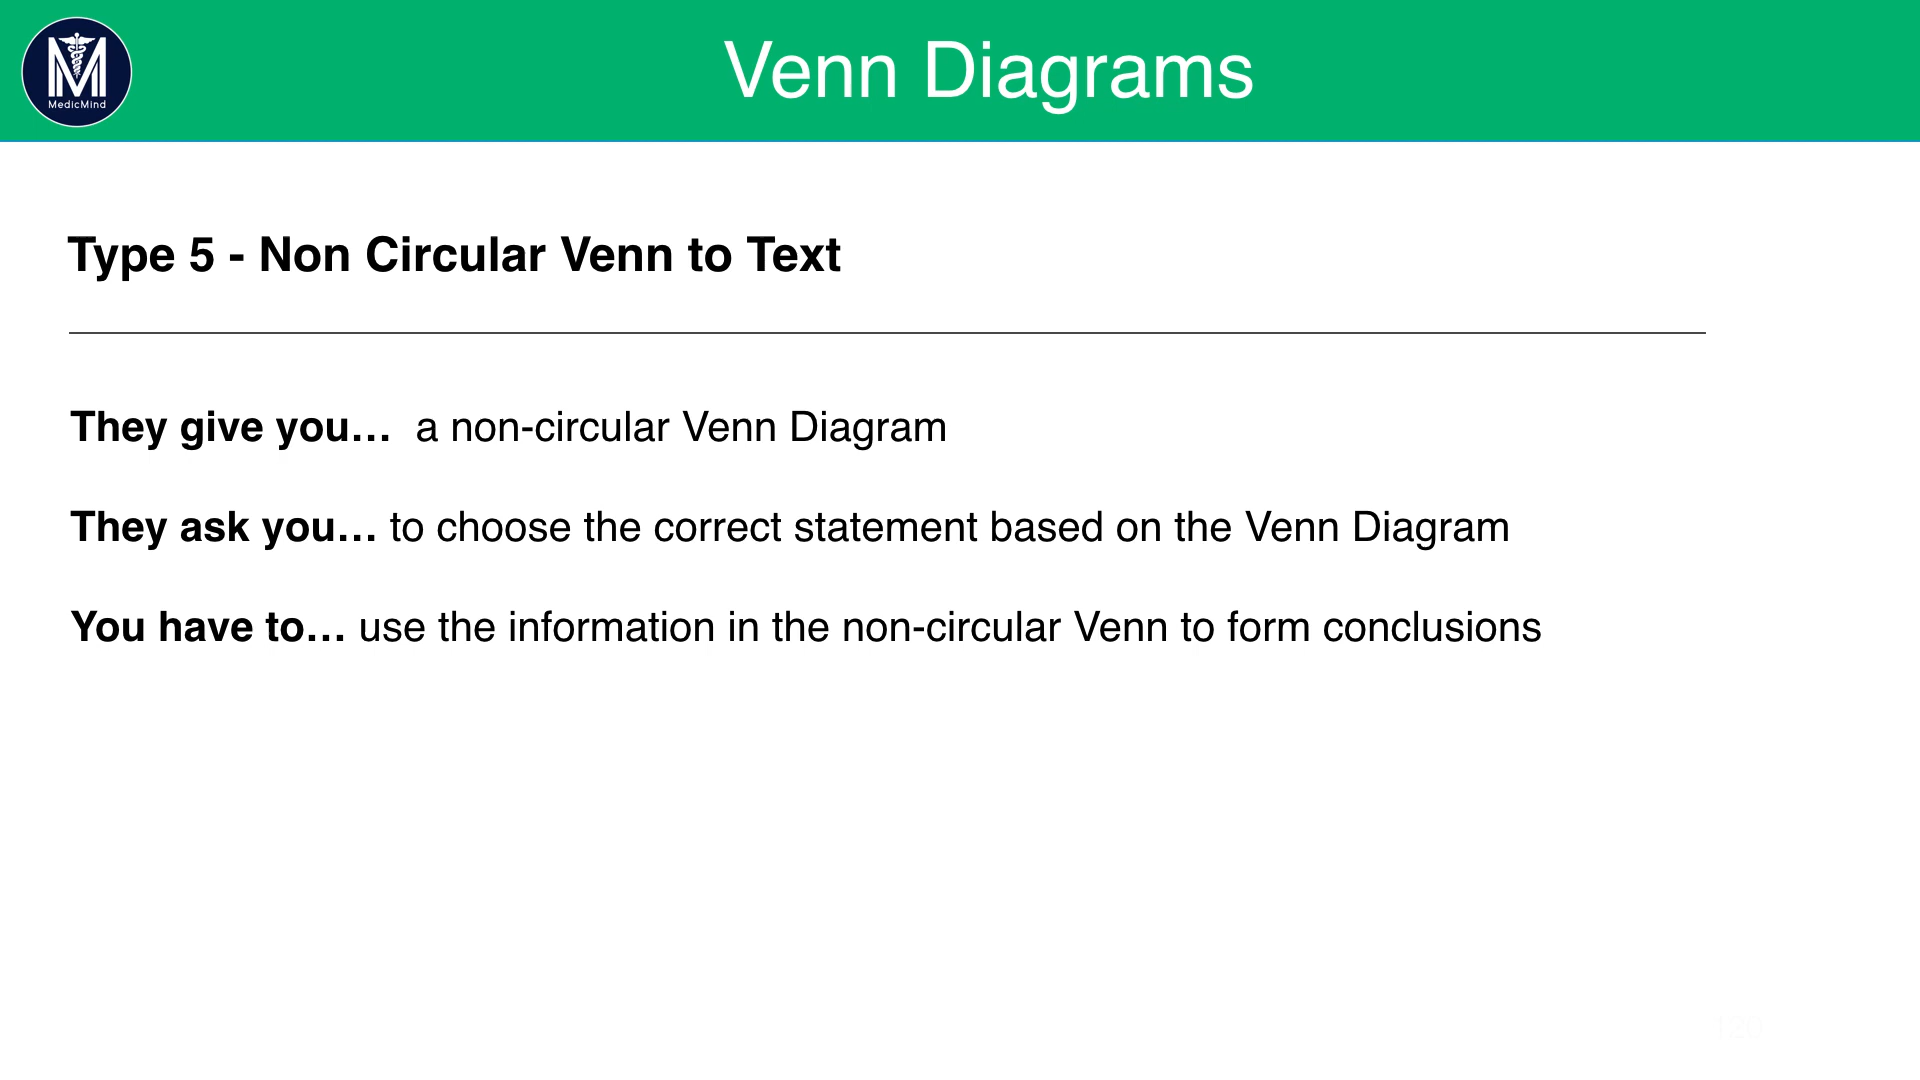 MedicMind
Venn Diagrams
Type 5 - Non Circular Venn to Text
They give you… a non-circular Venn Diagram
They ask you… to choose the correct statement based on the Venn Diagram
You have to… use the information in the non-circular Venn to form conclusions